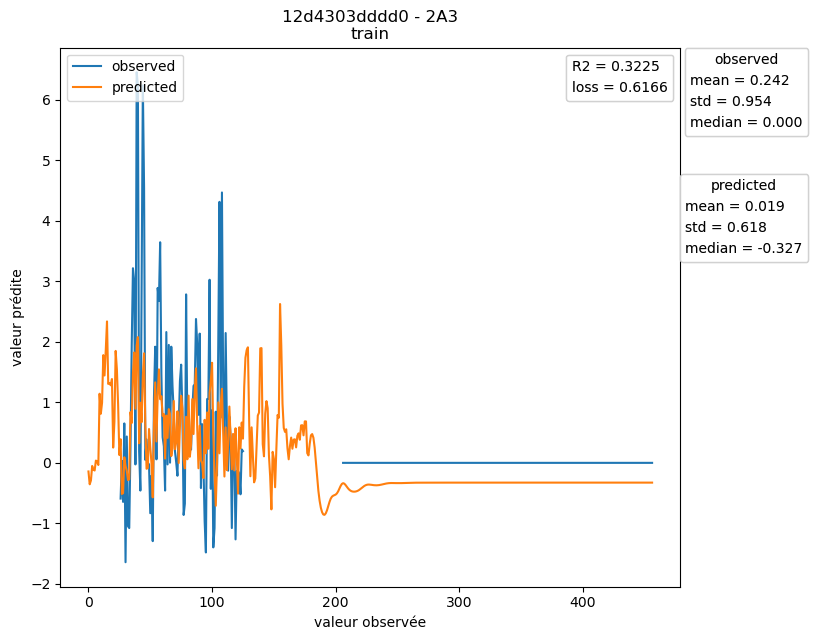 12d4303dddd0 - 2A3
train
observed
predicted
R2 = 0.3225
loss = 0.6166
observed
mean = 0.242
std = 0.954
median = 0.000
predicted
mean = 0.019
std = 0.618
median = -0.327
valeur prédite
6
5
4
3
2
1
0
−1
−2
0
100
200
300
400
valeur observée